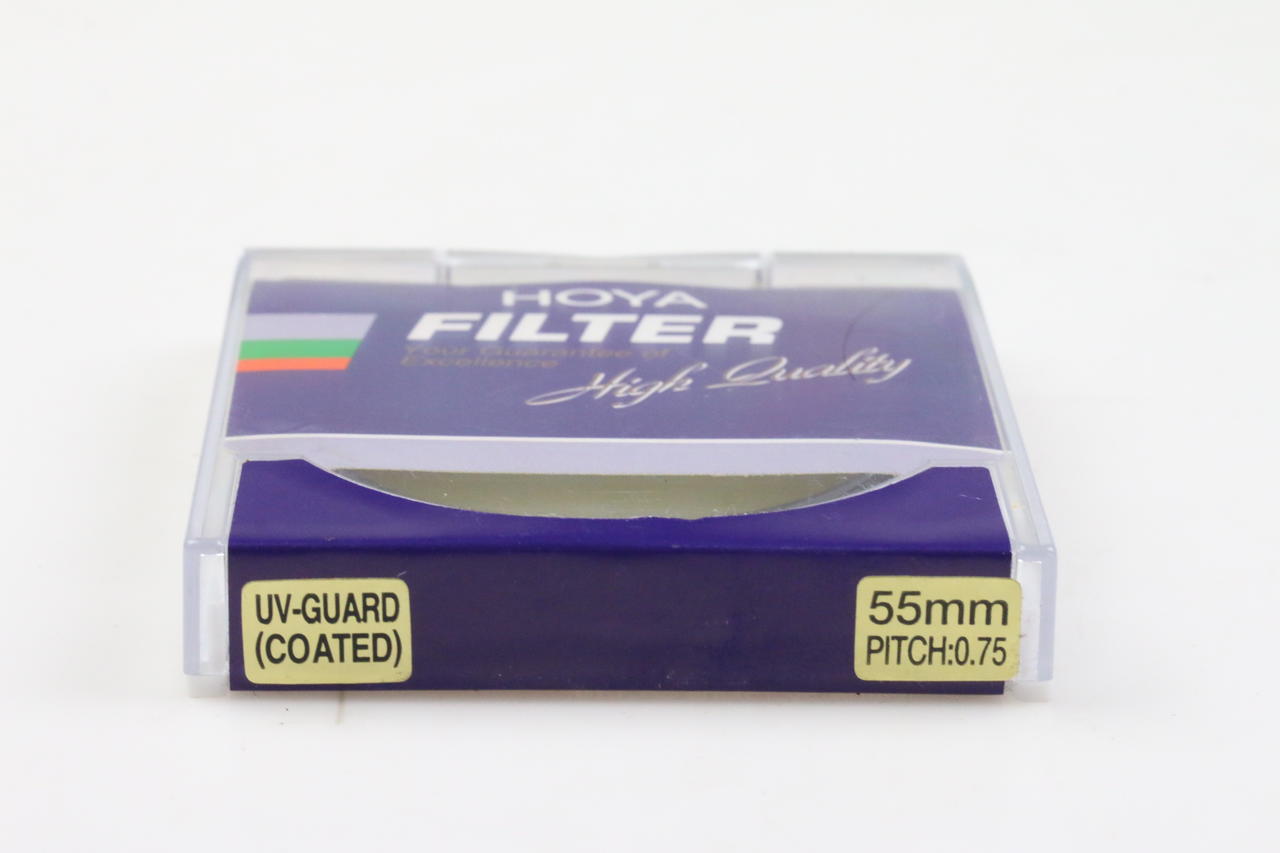 HOYA
FILTER
Your Guarantee of
Excellence
High Quality
UV-GUARD
(COATED)
55mm
PITCH:0.75